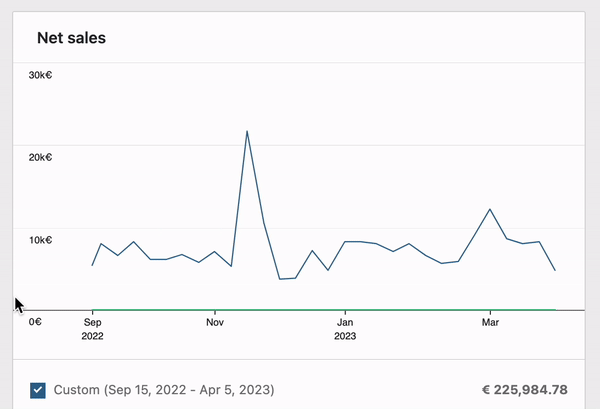 Net sales
30k€
20k€
10k€
0€
Sep Nov Jan Mar
2022 2023
Custom (Sep 15, 2022 - Apr 5, 2023) € 225,984.78